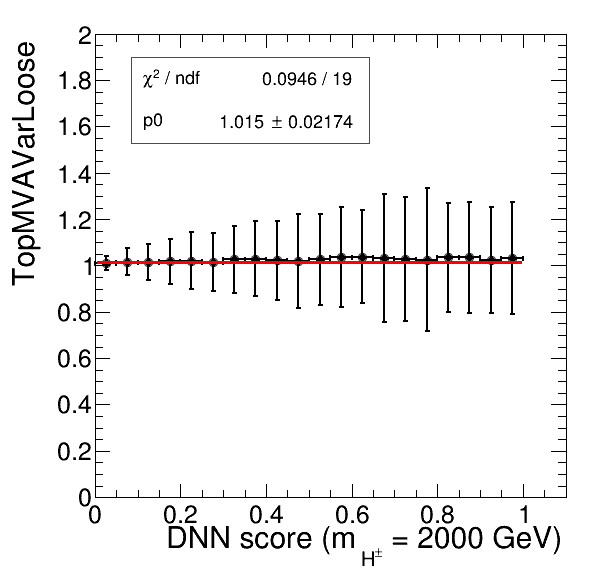 TopMVAVarLoose
χ² / ndf 0.0946 / 19
p0 1.015 ± 0.02174
2
1.8
1.6
1.4
1.2
1
0.8
0.6
0.4
0.2
0
0 0.2 0.4 0.6 0.8 1
DNN score (m_H± = 2000 GeV)